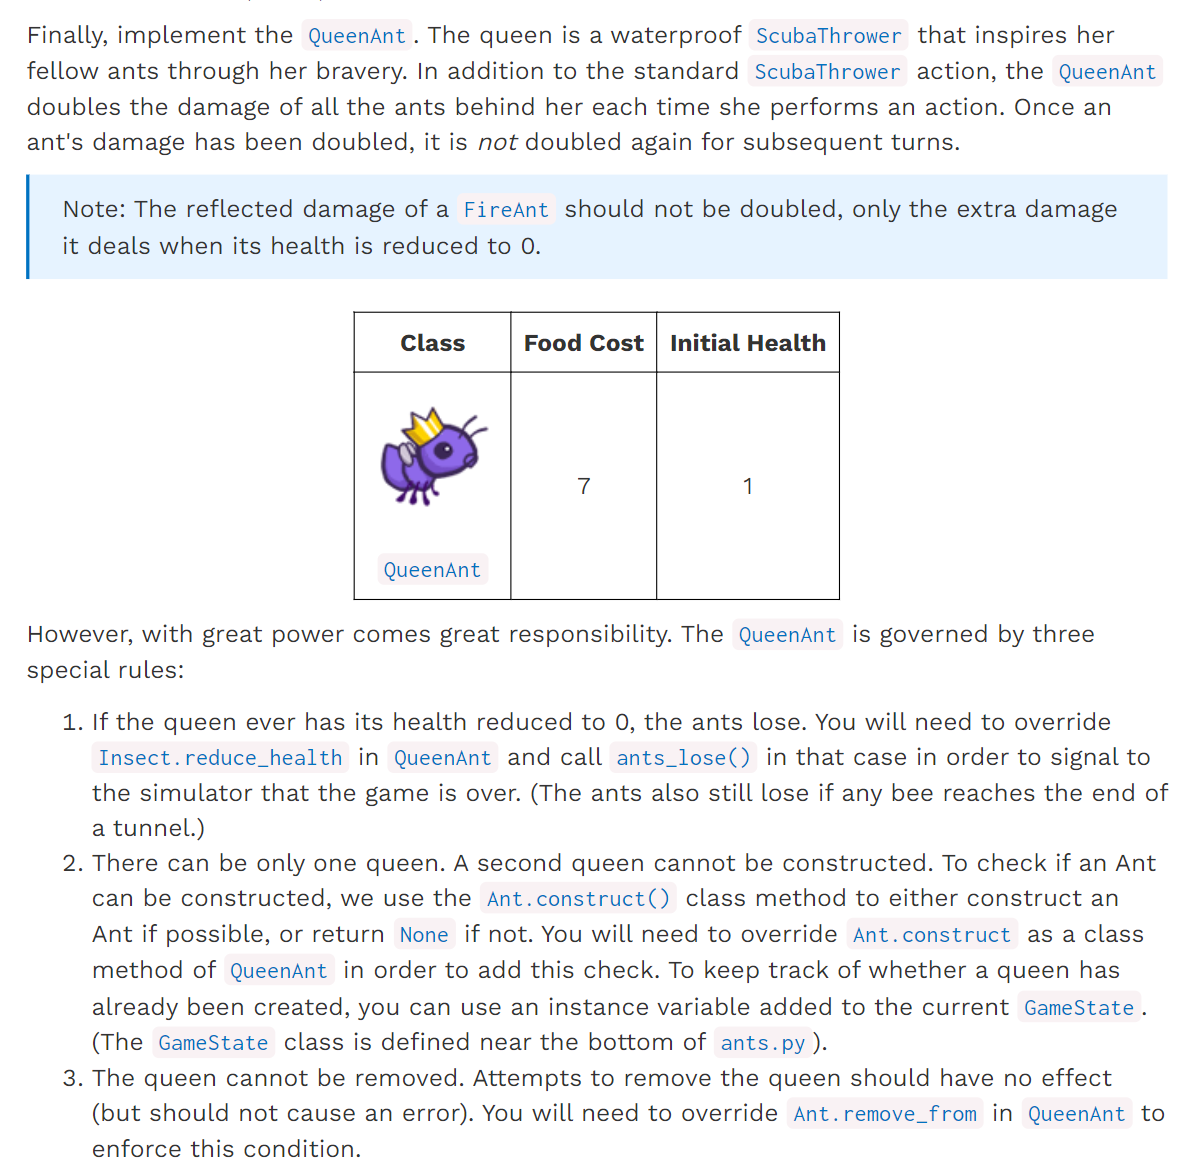 Finally, implement the QueenAnt. The queen is a waterproof ScubaThrower that inspires her
fellow ants through her bravery. In addition to the standard ScubaThrower action, the QueenAnt
doubles the damage of all the ants behind her each time she performs an action. Once an
ant's damage has been doubled, it is not doubled again for subsequent turns.
Note: The reflected damage of a FireAnt should not be doubled, only the extra damage
it deals when its health is reduced to 0.
Class Food Cost Initial Health
7 1
QueenAnt
However, with great power comes great responsibility. The QueenAnt is governed by three
special rules:
1. If the queen ever has its health reduced to 0, the ants lose. You will need to override
Insect.reduce_health in QueenAnt and call ants_lose() in that case in order to signal to
the simulator that the game is over. (The ants also still lose if any bee reaches the end of
a tunnel.)
2. There can be only one queen. A second queen cannot be constructed. To check if an Ant
can be constructed, we use the Ant.construct() class method to either construct an
Ant if possible, or return None if not. You will need to override Ant.construct as a class
method of QueenAnt in order to add this check. To keep track of whether a queen has
already been created, you can use an instance variable added to the current GameState.
(The GameState class is defined near the bottom of ants.py).
3. The queen cannot be removed. Attempts to remove the queen should have no effect
(but should not cause an error). You will need to override Ant.remove_from in QueenAnt to
enforce this condition.